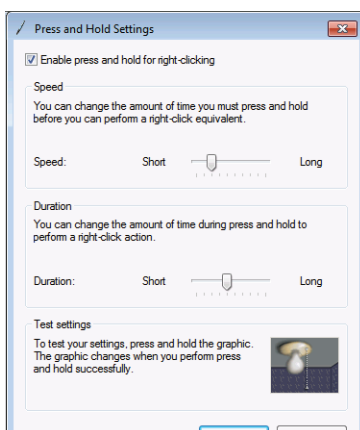 Press and Hold Settings
Enable press and hold for right-clicking
Speed
You can change the amount of time you must press and hold
before you can perform a right-click equivalent.
Speed: Short Long
Duration
You can change the amount of time during press and hold to
perform a right-click action.
Duration: Short Long
Test settings
To test your settings, press and hold the graphic.
The graphic changes when you perform press
and hold successfully.